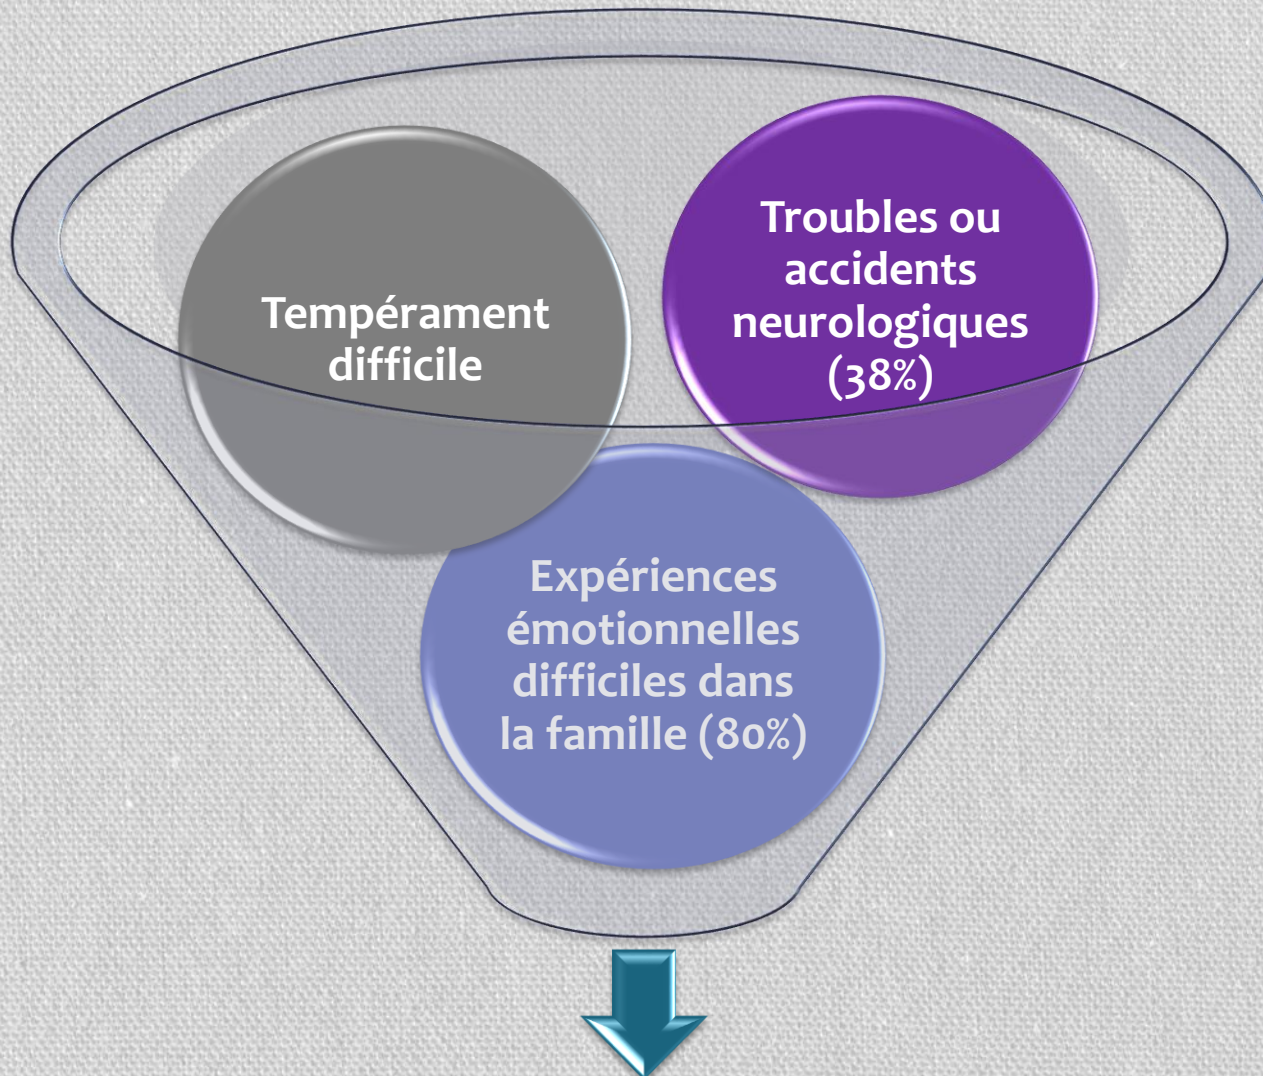 Tempérament
difficile
Troubles ou
accidents
neurologiques
(38%)
Expériences
émotionnelles
difficiles dans
la famille (80%)